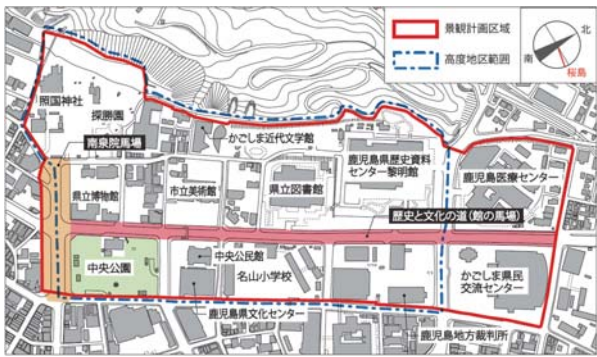 景観計画区域
高度地区範囲
北
南
桜島
照国神社
探勝園
南泉院馬場
かごしま近代文学館
鹿児島県歴史資料
センター黎明館
鹿児島医療センター
県立博物館
市立美術館
県立図書館
歴史と文化の道(館の馬場)
中央公園
中央公民館
名山小学校
かごしま県民
交流センター
鹿児島県文化センター
鹿児島地方裁判所